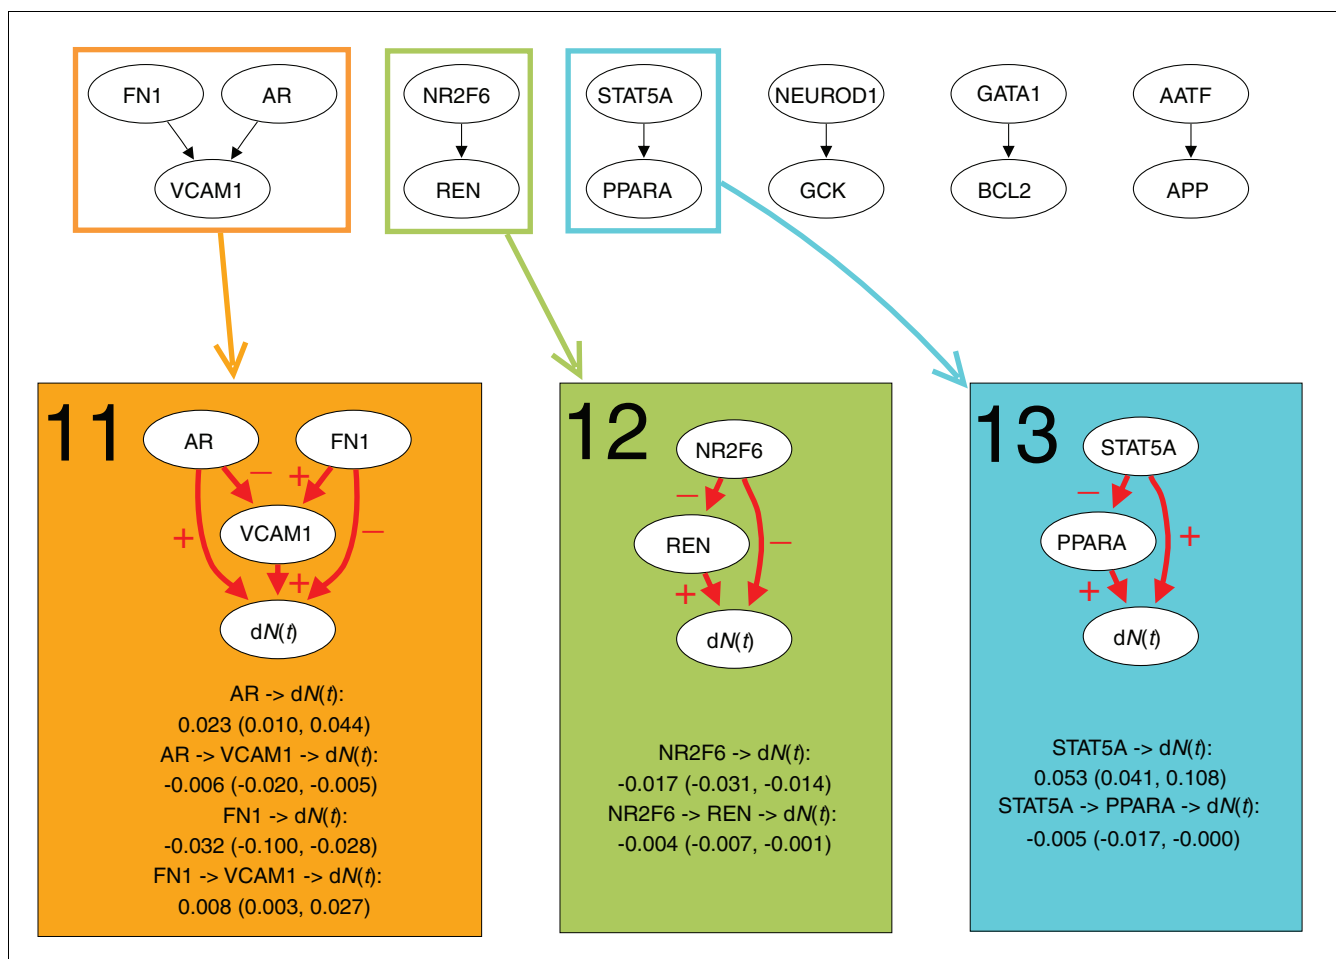 FN1 AR NR2F6 STAT5A NEUROD1 GATA1 AATF
VCAM1 REN PPARA GCK BCL2 APP
11
AR FN1
− +
VCAM1
+ −
+
dN(t)
AR -> dN(t):
0.023 (0.010, 0.044)
AR -> VCAM1 -> dN(t):
-0.006 (-0.020, -0.005)
FN1 -> dN(t):
-0.032 (-0.100, -0.028)
FN1 -> VCAM1 -> dN(t):
0.008 (0.003, 0.027)
12
NR2F6
−
REN −
+
dN(t)
NR2F6 -> dN(t):
-0.017 (-0.031, -0.014)
NR2F6 -> REN -> dN(t):
-0.004 (-0.007, -0.001)
13
STAT5A
−
PPARA +
+
dN(t)
STAT5A -> dN(t):
0.053 (0.041, 0.108)
STAT5A -> PPARA -> dN(t):
-0.005 (-0.017, -0.000)